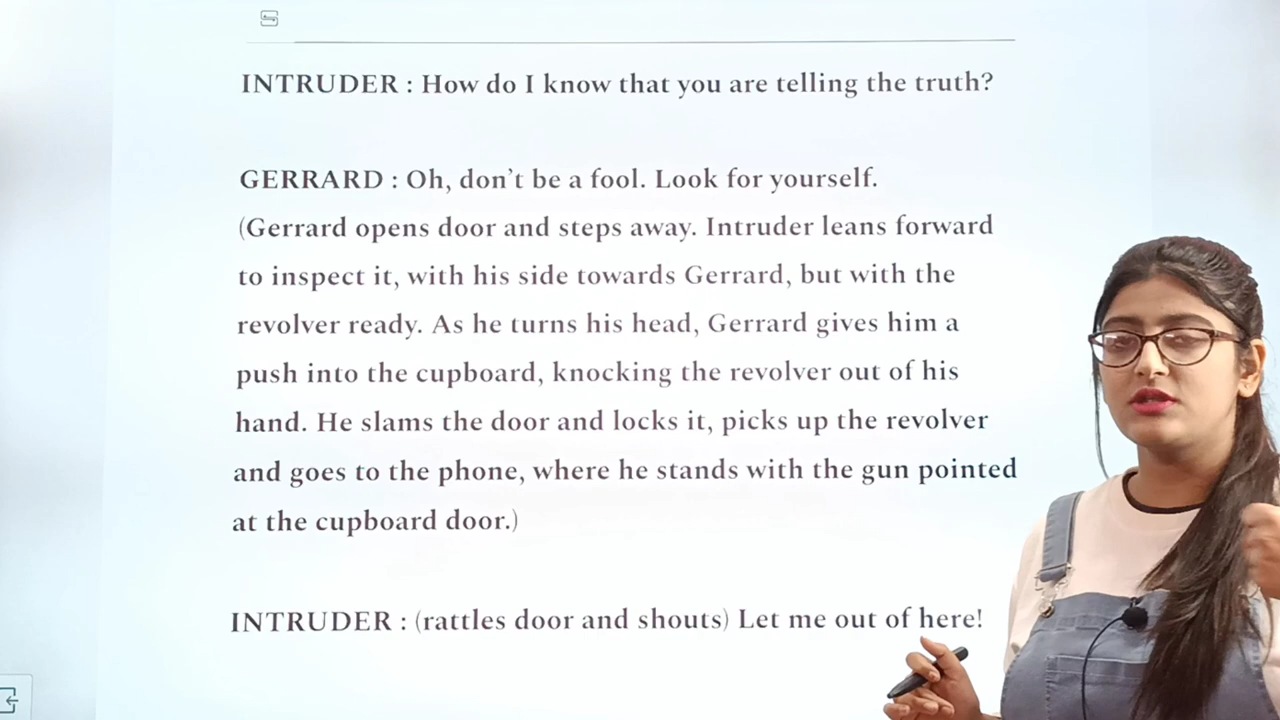 INTRUDER : How do I know that you are telling the truth?
GERRARD : Oh, don’t be a fool. Look for yourself.
(Gerrard opens door and steps away. Intruder leans forward
to inspect it, with his side towards Gerrard, but with the
revolver ready. As he turns his head, Gerrard gives him a
push into the cupboard, knocking the revolver out of his
hand. He slams the door and locks it, picks up the revolver
and goes to the phone, where he stands with the gun pointed
at the cupboard door.)
INTRUDER : (rattles door and shouts) Let me out of here!